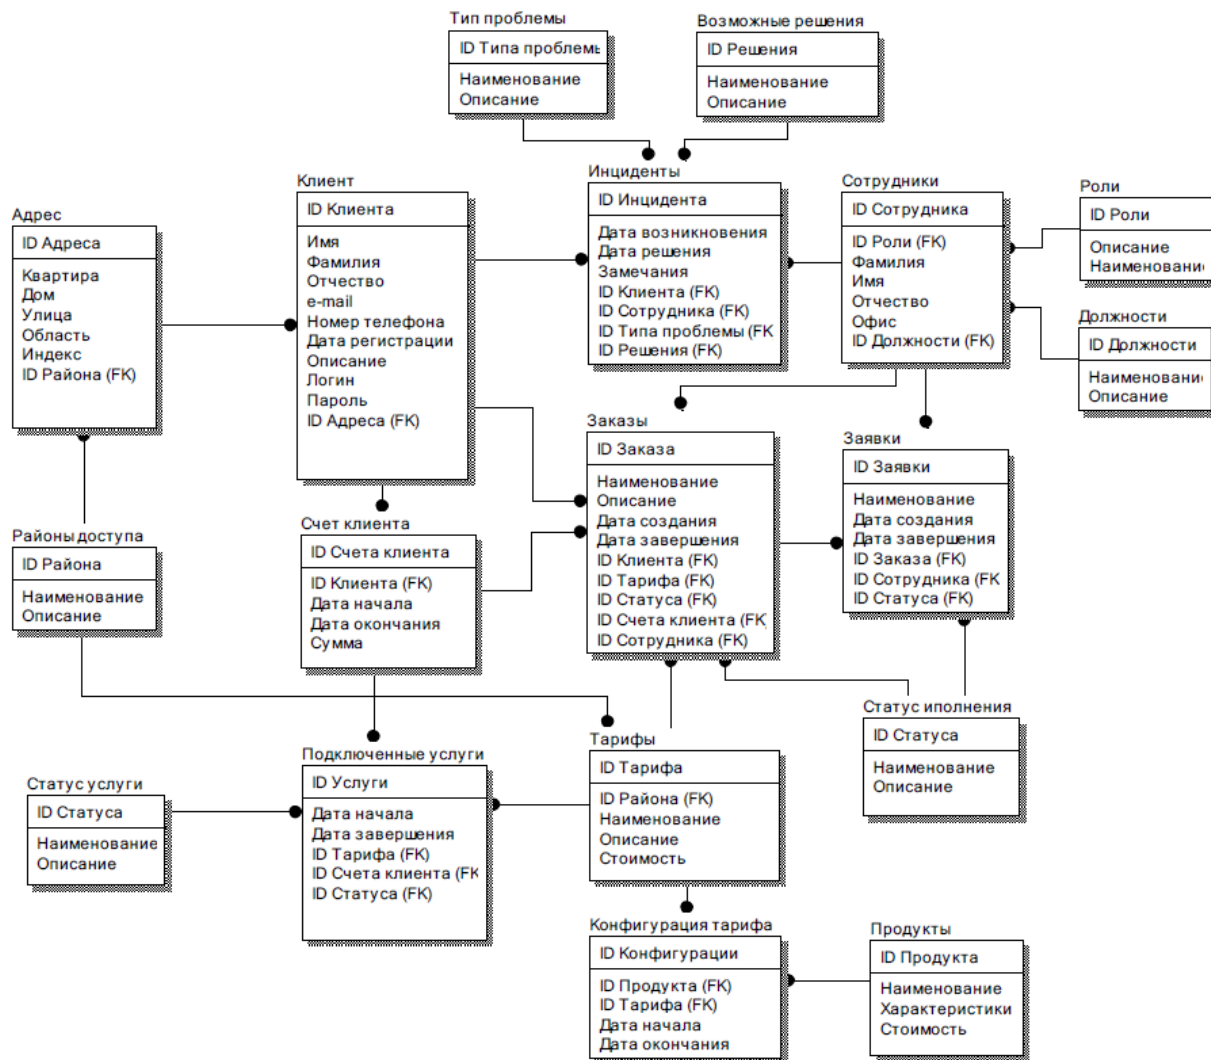 Тип проблемы
ID Типа проблемы
Наименование
Описание
Возможные решения
ID Решения
Наименование
Описание
Адрес
ID Адреса
Квартира
Дом
Улица
Область
Индекс
ID Района (FK)
Клиент
ID Клиента
Имя
Фамилия
Отчество
e-mail
Номер телефона
Дата регистрации
Описание
Логин
Пароль
ID Адреса (FK)
Инциденты
ID Инцидента
Дата возникновения
Дата решения
Замечания
ID Клиента (FK)
ID Сотрудника (FK)
ID Типа проблемы (FK
ID Решения (FK)
Сотрудники
ID Сотрудника
ID Роли (FK)
Фамилия
Имя
Отчество
Офис
ID Должности (FK)
Роли
ID Роли
Описание
Наименование
Должности
ID Должности
Наименование
Описание
Районы доступа
ID Района
Наименование
Описание
Счет клиента
ID Счета клиента
ID Клиента (FK)
Дата начала
Дата окончания
Сумма
Заказы
ID Заказа
Наименование
Описание
Дата создания
Дата завершения
ID Клиента (FK)
ID Тарифа (FK)
ID Статуса (FK)
ID Счета клиента (FK)
ID Сотрудника (FK)
Заявки
ID Заявки
Наименование
Дата создания
Дата завершения
ID Заказа (FK)
ID Сотрудника (FK
ID Статуса (FK)
Статус иполнения
ID Статуса
Наименование
Описание
Статус услуги
ID Статуса
Наименование
Описание
Подключенные услуги
ID Услуги
Дата начала
Дата завершения
ID Тарифа (FK)
ID Счета клиента (FK
ID Статуса (FK)
Тарифы
ID Тарифа
ID Района (FK)
Наименование
Описание
Стоимость
Конфигурация тарифа
ID Конфигурации
ID Продукта (FK)
ID Тарифа (FK)
Дата начала
Дата окончания
Продукты
ID Продукта
Наименование
Характеристики
Стоимость